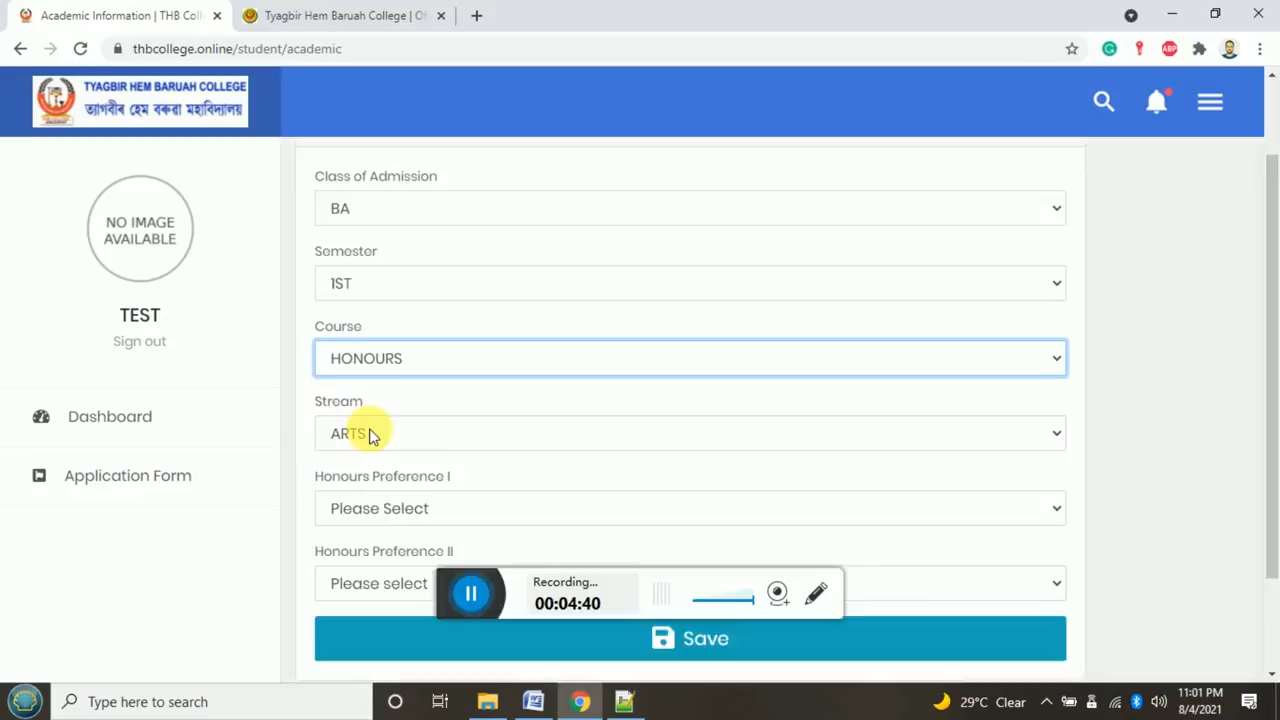 Academic Information | THB Coll
Tyagbir Hem Baruah College | Of
thbcollege.online/student/academic
ABP
TYAGBIR HEM BARUAH COLLEGE
ত্যাগবীৰ হেম বৰুৱা মহাবিদ্যালয়
NO IMAGE
AVAILABLE
TEST
Sign out
Dashboard
Application Form
Class of Admission
BA
Semester
1ST
Course
HONOURS
Stream
ARTS
Honours Preference I
Please Select
Honours Preference II
Please select
Recording...
00:04:40
Save
Type here to search
29°C Clear
11:01 PM
8/4/2021